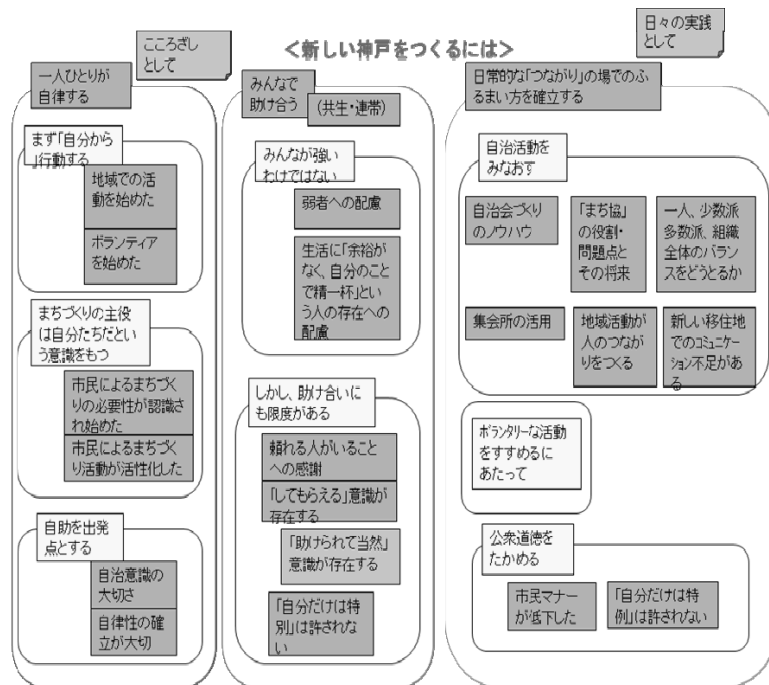 ＜新しい神戸をつくるには＞
こころざし
として
日々の実践
として
一人ひとりが
自律する
まず「自分から
」行動する
地域での活
動を始めた
ボランティア
を始めた
まちづくりの主役
は自分たちだとい
う意識をもつ
市民によるまちづく
りの必要性が認識さ
れ始めた
市民によるまちづく
り活動が活性化した
自助を出発
点とする
自治意識の
大切さ
自律性の確
立が大切
みんなで
助け合う
（共生・連帯）
みんなが強い
わけではない
弱者への配慮
生活に「余裕が
なく、自分のこと
で精一杯」とい
う人の存在への
配慮
しかし、助け合いに
も限度がある
頼れる人がいること
への感謝
「してもらえる」意識が
存在する
「助けられて当然」
意識が存在する
「自分だけは特
別」は許されな
い
日常的な「つながり」の場でのふ
るまい方を確立する
自治活動を
みなおす
自治会づくり
のノウハウ
「まち協」
の役割・
問題点と
その将来
一人、少数派
多数派、組織
全体のバラン
スをどうとるか
集会所の活用
地域活動が
人のつなが
りをつくる
新しい移住地
でのコミュニケー
ション不足があ
る
ボランタリーな活動
をすすめるに
あたって
公衆道徳を
たかめる
市民マナー
が低下した
「自分だけは特
例」は許されない